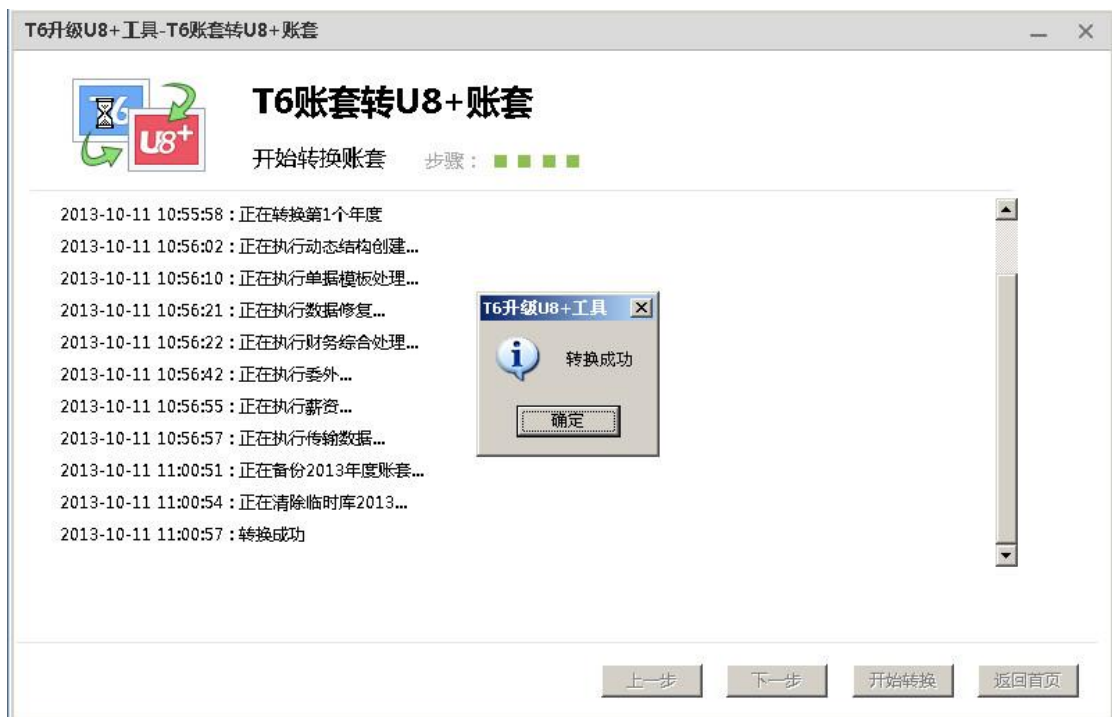 T6升级U8+工具-T6账套转U8+账套
T6
U8+
T6账套转U8+账套
开始转换账套 步骤：
2013-10-11 10:55:58：正在转换第1个年度
2013-10-11 10:56:02：正在执行动态结构创建...
2013-10-11 10:56:10：正在执行单据模板处理...
2013-10-11 10:56:21：正在执行数据修复...
2013-10-11 10:56:22：正在执行财务综合处理...
2013-10-11 10:56:42：正在执行委外...
2013-10-11 10:56:55：正在执行薪资...
2013-10-11 10:56:57：正在执行传输数据...
2013-10-11 11:00:51：正在备份2013年度账套...
2013-10-11 11:00:54：正在清除临时库2013...
2013-10-11 11:00:57：转换成功
T6升级U8+工具
转换成功
确定
上一步 下一步 开始转换 返回首页